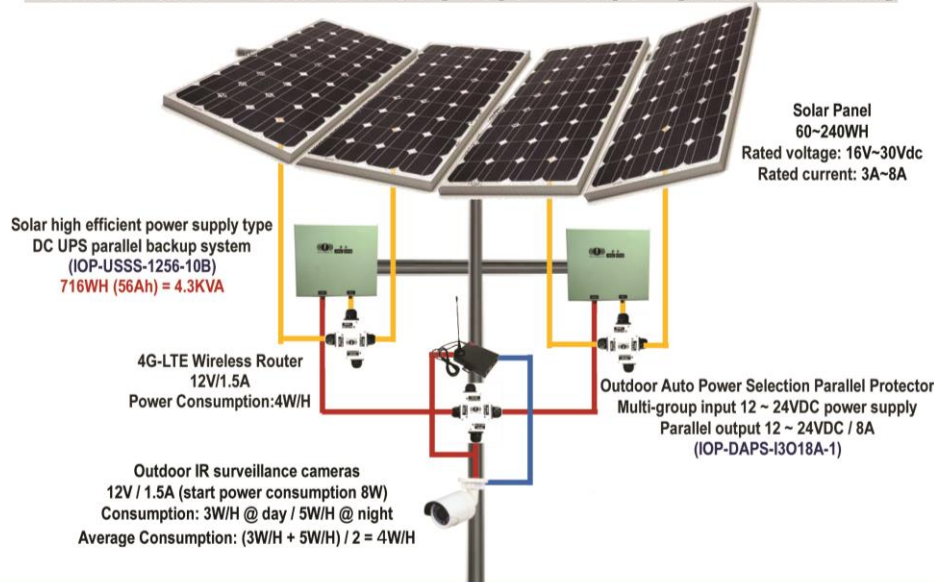 Solar Panel
60~240WH
Rated voltage: 16V~30Vdc
Rated current: 3A~8A
Solar high efficient power supply type
DC UPS parallel backup system
(IOP-USSS-1256-10B)
716WH (56Ah) = 4.3KVA
4G-LTE Wireless Router
12V/1.5A
Power Consumption:4W/H
Outdoor Auto Power Selection Parallel Protector
Multi-group input 12 ~ 24VDC power supply
Parallel output 12 ~ 24VDC / 8A
(IOP-DAPS-I3O18A-1)
Outdoor IR surveillance cameras
12V / 1.5A (start power consumption 8W)
Consumption: 3W/H @ day / 5W/H @ night
Average Consumption: (3W/H + 5W/H) / 2 = 4W/H